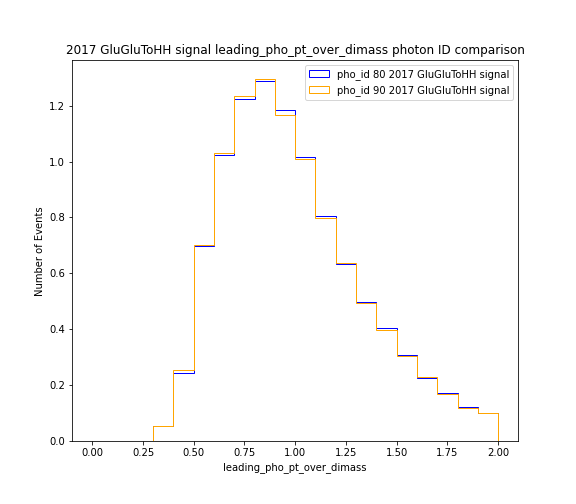 2017 GluGluToHH signal leading_pho_pt_over_dimass photon ID comparison
pho_id 80 2017 GluGluToHH signal
pho_id 90 2017 GluGluToHH signal
Number of Events
1.2
1.0
0.8
0.6
0.4
0.2
0.0
0.00 0.25 0.50 0.75 1.00 1.25 1.50 1.75 2.00
leading_pho_pt_over_dimass